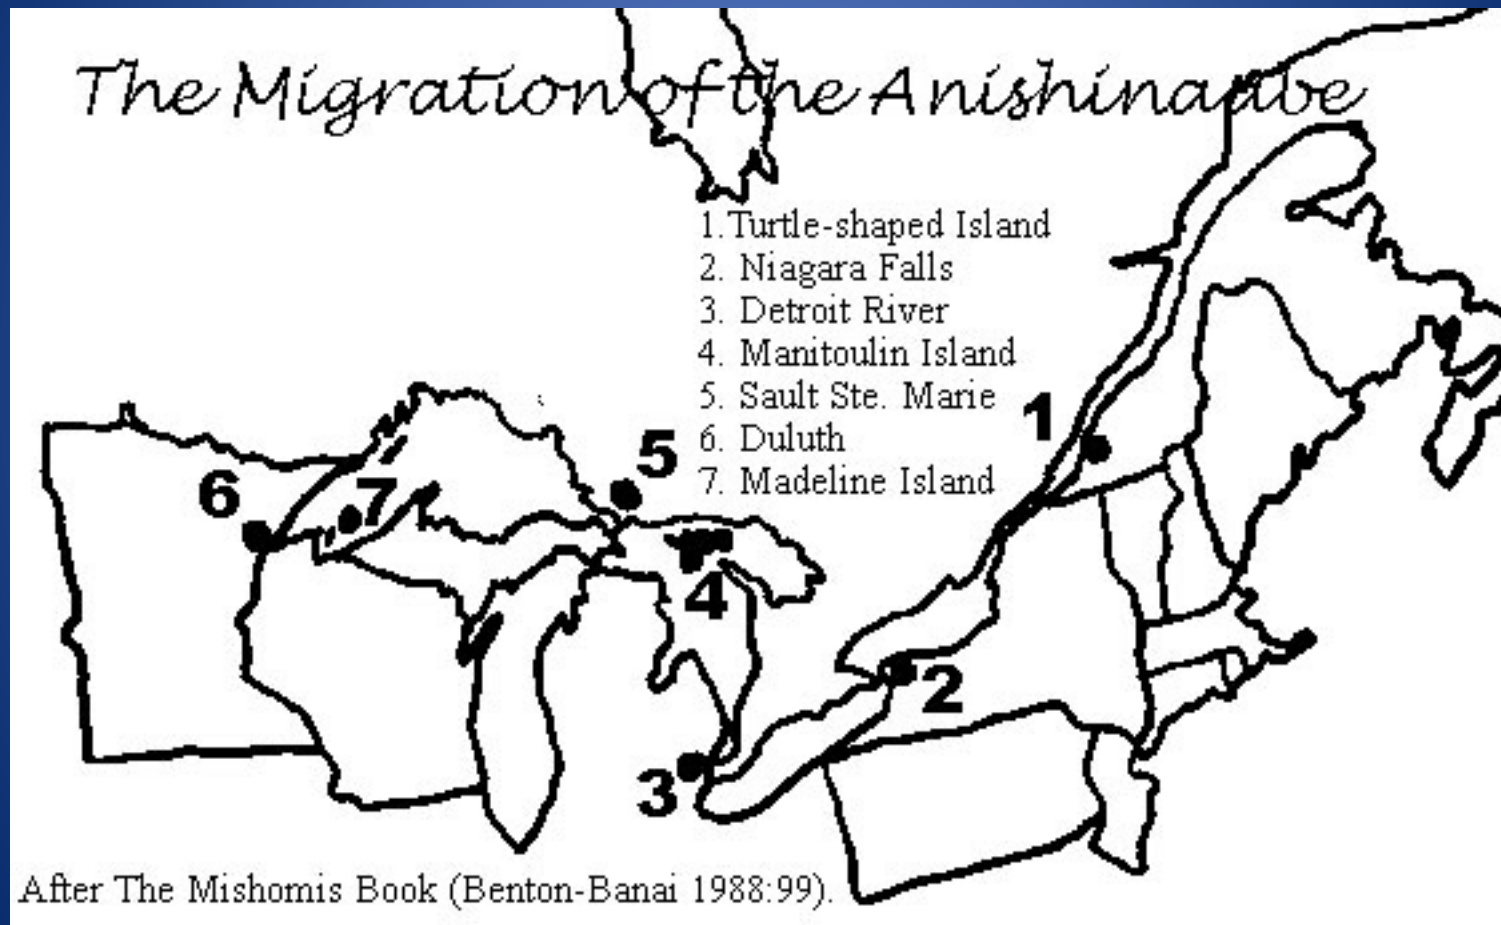 The Migration of the Anishinaabe
1. Turtle-shaped Island
2. Niagara Falls
3. Detroit River
4. Manitoulin Island
5. Sault Ste. Marie
6. Duluth
7. Madeline Island
1
5
6
7
4
2
3
After The Mishomis Book (Benton-Banai 1988:99).